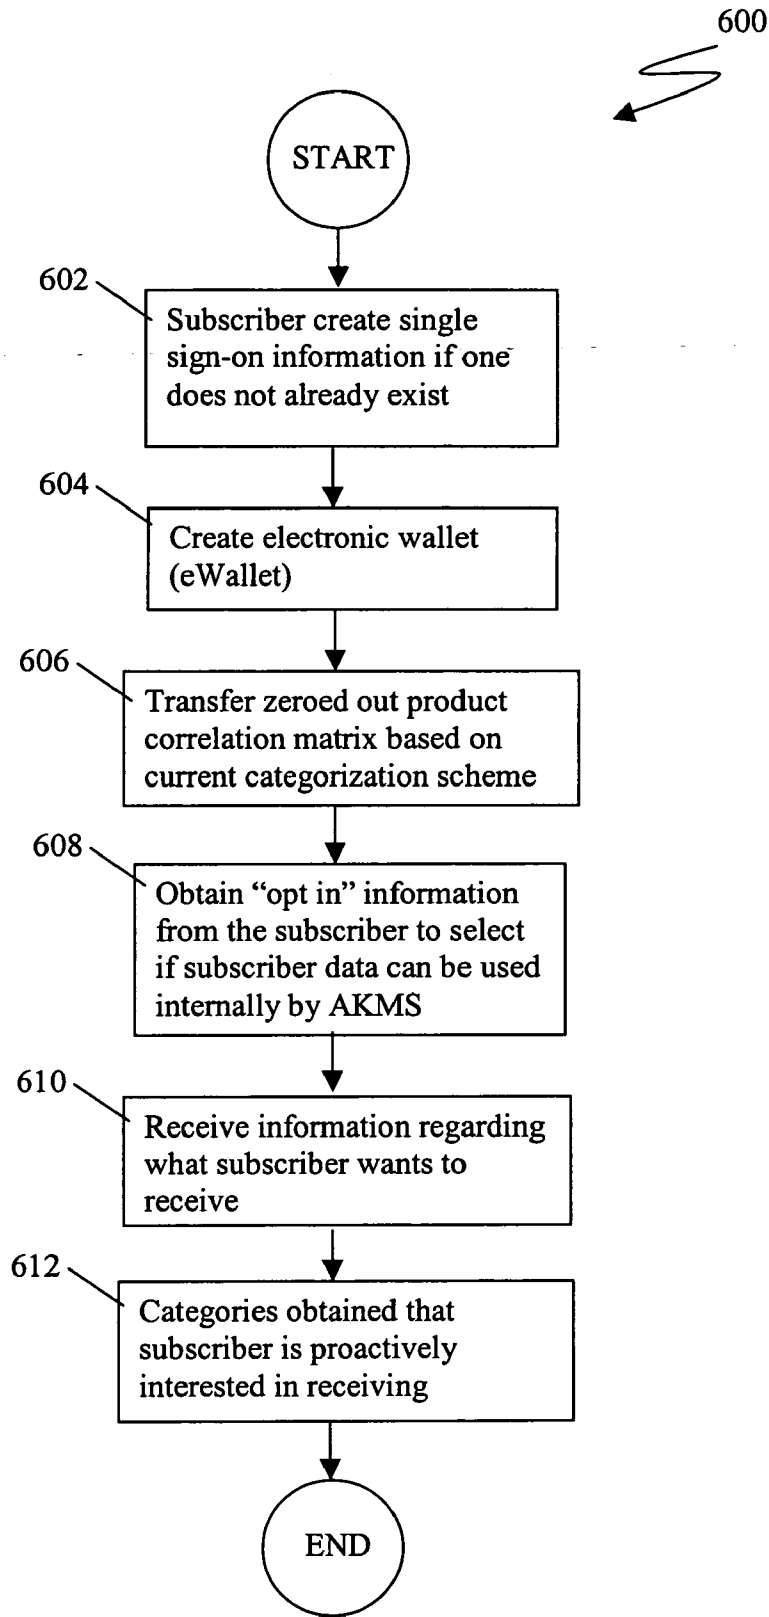 600
START
602
Subscriber create single
sign-on information if one
does not already exist
604
Create electronic wallet
(eWallet)
606
Transfer zeroed out product
correlation matrix based on
current categorization scheme
608
Obtain “opt in” information
from the subscriber to select
if subscriber data can be used
internally by AKMS
610
Receive information regarding
what subscriber wants to
receive
612
Categories obtained that
subscriber is proactively
interested in receiving
END